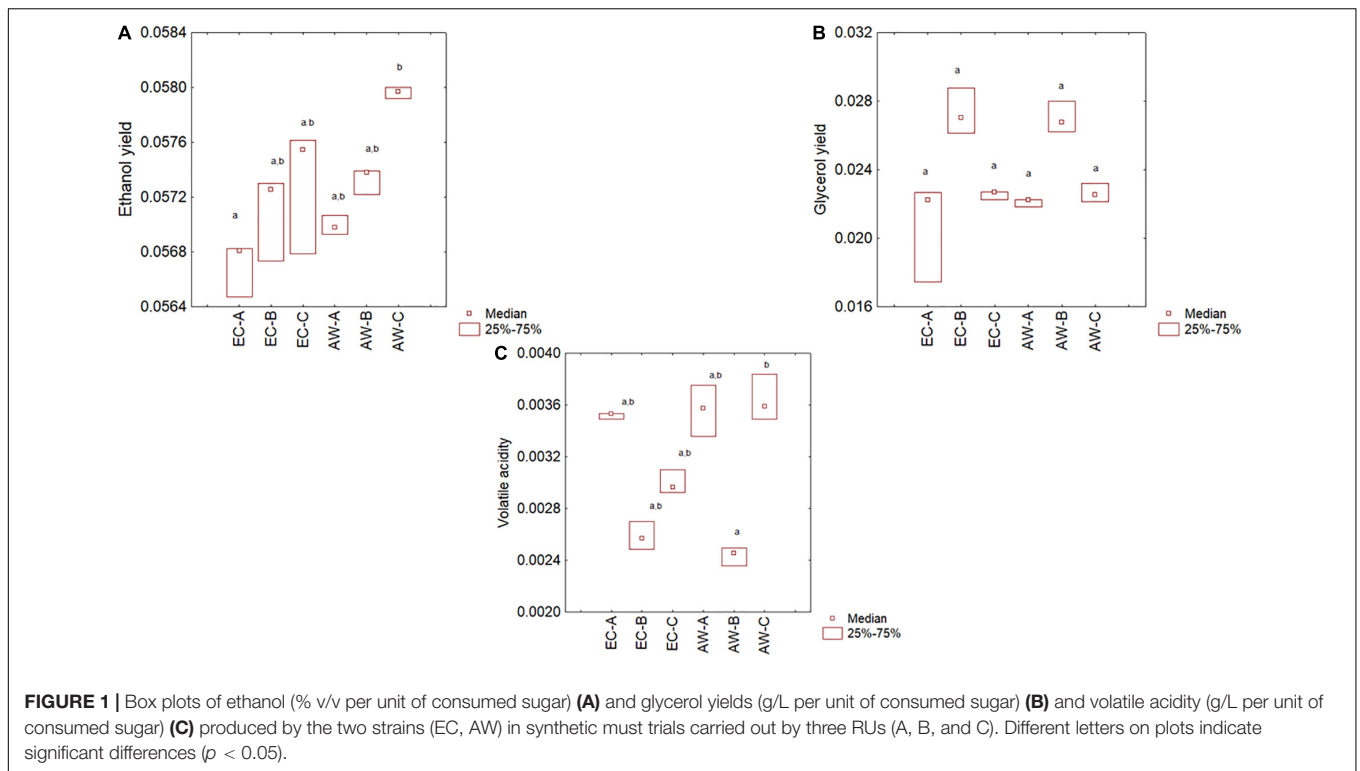 A
0.0584
0.0580
0.0576
0.0572
0.0568
0.0564
Ethanol yield
a
a,b
a,b
a,b
a,b
b
EC-A
EC-B
EC-C
AW-A
AW-B
AW-C
Median
25%-75%
B
0.032
0.028
0.024
0.020
0.016
Glycerol yield
a
a
a
a
a
a
EC-A
EC-B
EC-C
AW-A
AW-B
AW-C
Median
25%-75%
C
0.0040
0.0036
0.0032
0.0028
0.0024
0.0020
Volatile acidity
a,b
a,b
a,b
a,b
a
b
EC-A
EC-B
EC-C
AW-A
AW-B
AW-C
Median
25%-75%
FIGURE 1 | Box plots of ethanol (% v/v per unit of consumed sugar) (A) and glycerol yields (g/L per unit of consumed sugar) (B) and volatile acidity (g/L per unit of
consumed sugar) (C) produced by the two strains (EC, AW) in synthetic must trials carried out by three RUs (A, B, and C). Different letters on plots indicate
significant differences (p < 0.05).